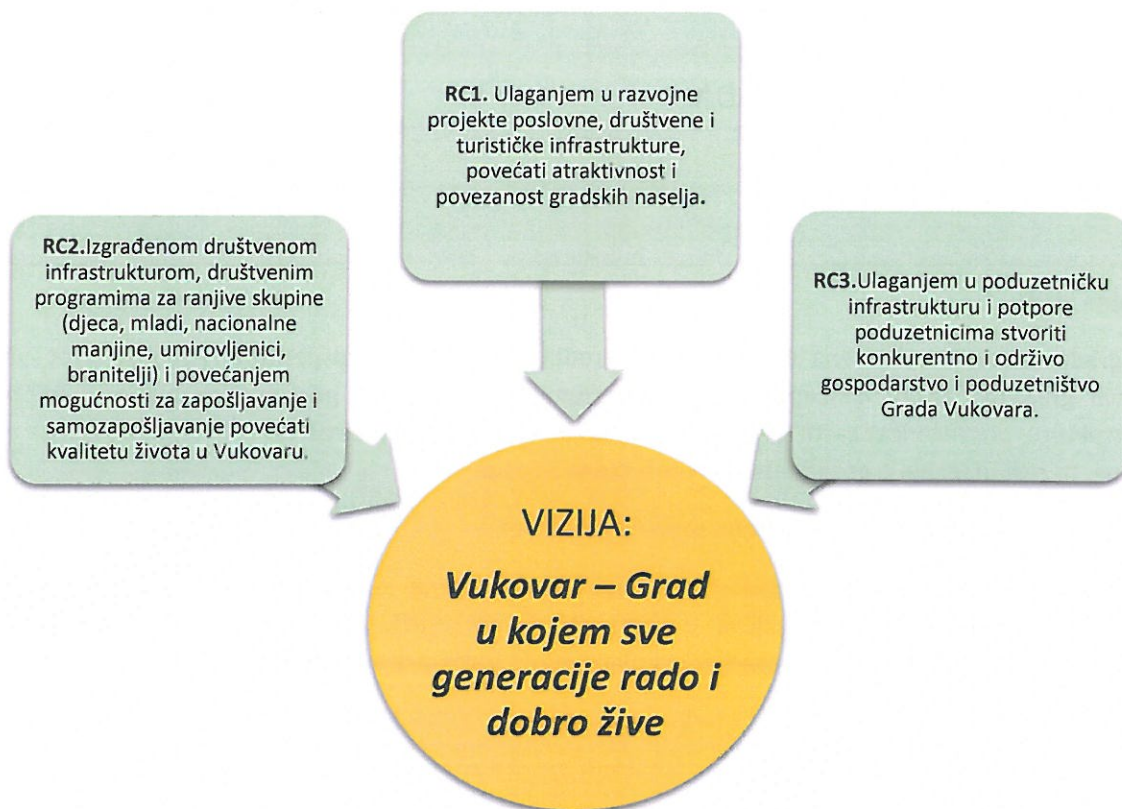 RC1. Ulaganjem u razvojne
projekte poslovne, društvene i
turističke infrastrukture,
povećati atraktivnost i
povezanost gradskih naselja.
RC2.Izgrađenom društvenom
infrastrukturom, društvenim
programima za ranjive skupine
(djeca, mladi, nacionalne
manjine, umirovljenici,
branitelji) i povećanjem
mogućnosti za zapošljavanje i
samozapošljavanje povećati
kvalitetu života u Vukovaru.
RC3.Ulaganjem u poduzetničku
infrastrukturu i potpore
poduzetnicima stvoriti
konkurentno i održivo
gospodarstvo i poduzetništvo
Grada Vukovara.
VIZIJA:
Vukovar – Grad
u kojem sve
generacije rado i
dobro žive